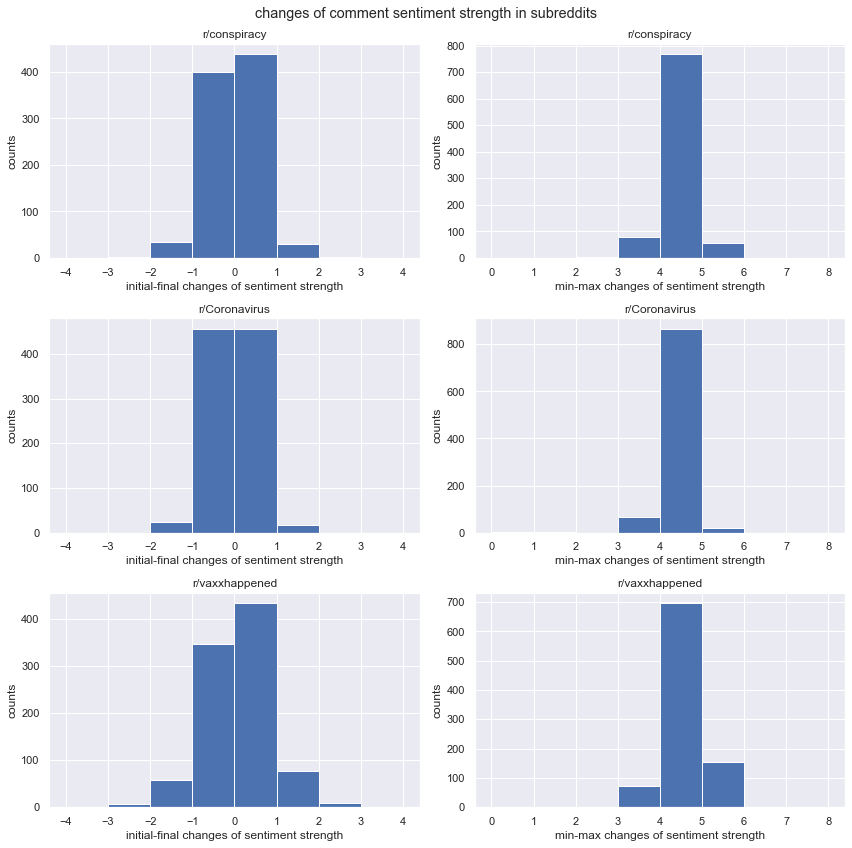 changes of comment sentiment strength in subreddits
r/conspiracy
counts
400
300
200
100
0
−4 −3 −2 −1 0 1 2 3 4
initial-final changes of sentiment strength
r/conspiracy
counts
800
700
600
500
400
300
200
100
0
0 1 2 3 4 5 6 7 8
min-max changes of sentiment strength
r/Coronavirus
counts
400
300
200
100
0
−4 −3 −2 −1 0 1 2 3 4
initial-final changes of sentiment strength
r/Coronavirus
counts
800
600
400
200
0
0 1 2 3 4 5 6 7 8
min-max changes of sentiment strength
r/vaxxhappened
counts
400
300
200
100
0
−4 −3 −2 −1 0 1 2 3 4
initial-final changes of sentiment strength
r/vaxxhappened
counts
700
600
500
400
300
200
100
0
0 1 2 3 4 5 6 7 8
min-max changes of sentiment strength